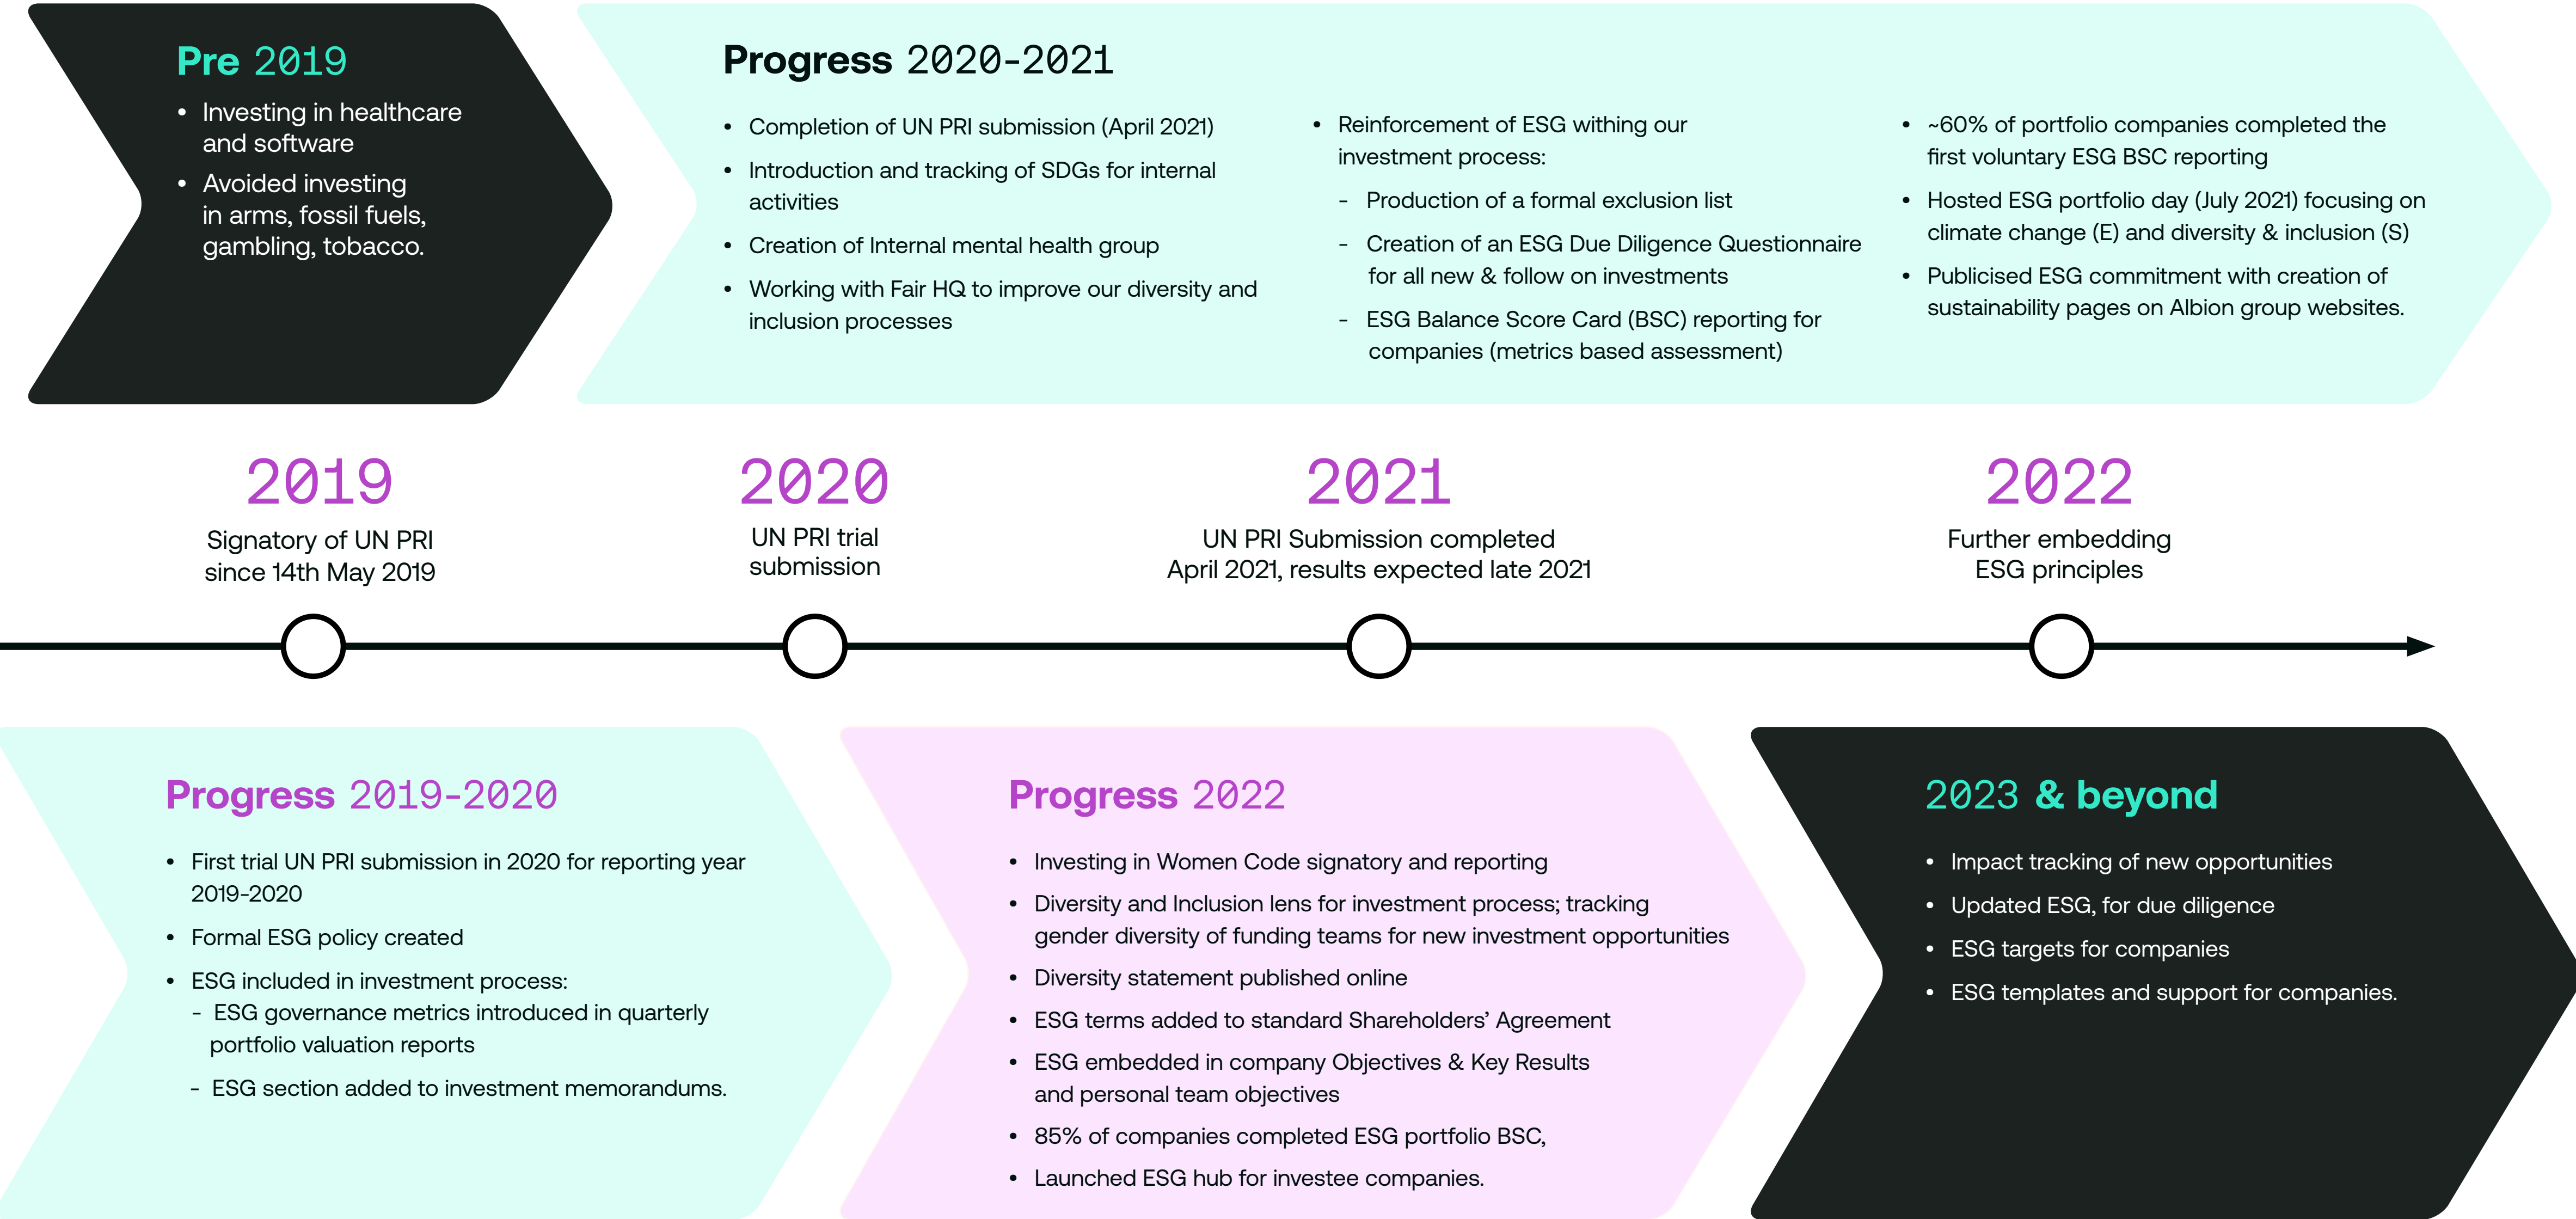 Pre 2019
• Investing in healthcare
and software
• Avoided investing
in arms, fossil fuels,
gambling, tobacco.
Progress 2020-2021
• Completion of UN PRI submission (April 2021)
• Introduction and tracking of SDGs for internal
activities
• Creation of Internal mental health group
• Working with Fair HQ to improve our diversity and
inclusion processes
• Reinforcement of ESG withing our
investment process:
- Production of a formal exclusion list
- Creation of an ESG Due Diligence Questionnaire
for all new & follow on investments
- ESG Balance Score Card (BSC) reporting for
companies (metrics based assessment)
• ~60% of portfolio companies completed the
first voluntary ESG BSC reporting
• Hosted ESG portfolio day (July 2021) focusing on
climate change (E) and diversity & inclusion (S)
• Publicised ESG commitment with creation of
sustainability pages on Albion group websites.
2019
Signatory of UN PRI
since 14th May 2019
2020
UN PRI trial
submission
2021
UN PRI Submission completed
April 2021, results expected late 2021
2022
Further embedding
ESG principles
Progress 2019-2020
• First trial UN PRI submission in 2020 for reporting year
2019-2020
• Formal ESG policy created
• ESG included in investment process:
- ESG governance metrics introduced in quarterly
portfolio valuation reports
- ESG section added to investment memorandums.
Progress 2022
• Investing in Women Code signatory and reporting
• Diversity and Inclusion lens for investment process; tracking
gender diversity of funding teams for new investment opportunities
• Diversity statement published online
• ESG terms added to standard Shareholders’ Agreement
• ESG embedded in company Objectives & Key Results
and personal team objectives
• 85% of companies completed ESG portfolio BSC,
• Launched ESG hub for investee companies.
2023 & beyond
• Impact tracking of new opportunities
• Updated ESG, for due diligence
• ESG targets for companies
• ESG templates and support for companies.